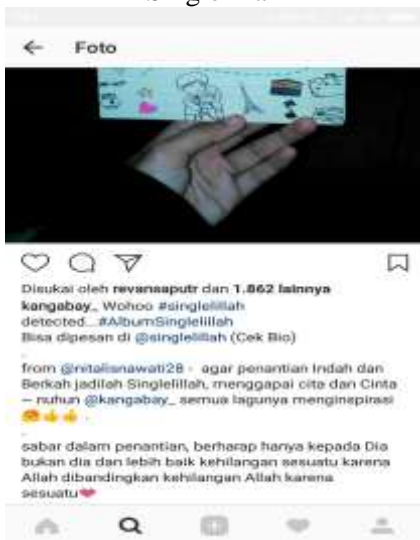 Foto
Disukai oleh revansaputr dan 1.862 lainnya
kangabay_ Wohoo #singlelillah
detected...#AlbumSinglelillah
Bisa dipesan di @singlelillah (Cek Bio)
.
from @nitalisnawati28 - agar penantian Indah dan
Berkah jadilah Singlelillah, menggapai cita dan Cinta
– nuhun @kangabay_ semua lagunya menginspirasi
.
sabar dalam penantian, berharap hanya kepada Dia
bukan dia dan lebih baik kehilangan sesuatu karena
Allah dibandingkan kehilangan Allah karena
sesuatu